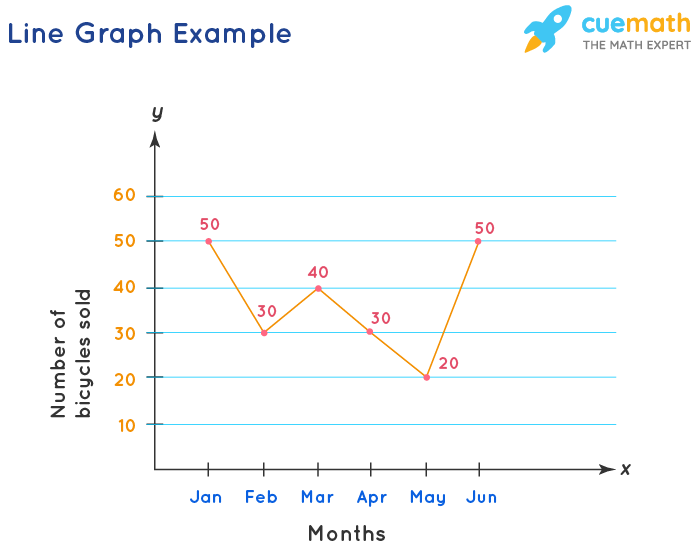 Line Graph Example
cuemath
THE MATH EXPERT
y
60
50
40
30
20
10
Number of
bicycles sold
50
30
40
30
20
50
x
Jan Feb Mar Apr May Jun
Months